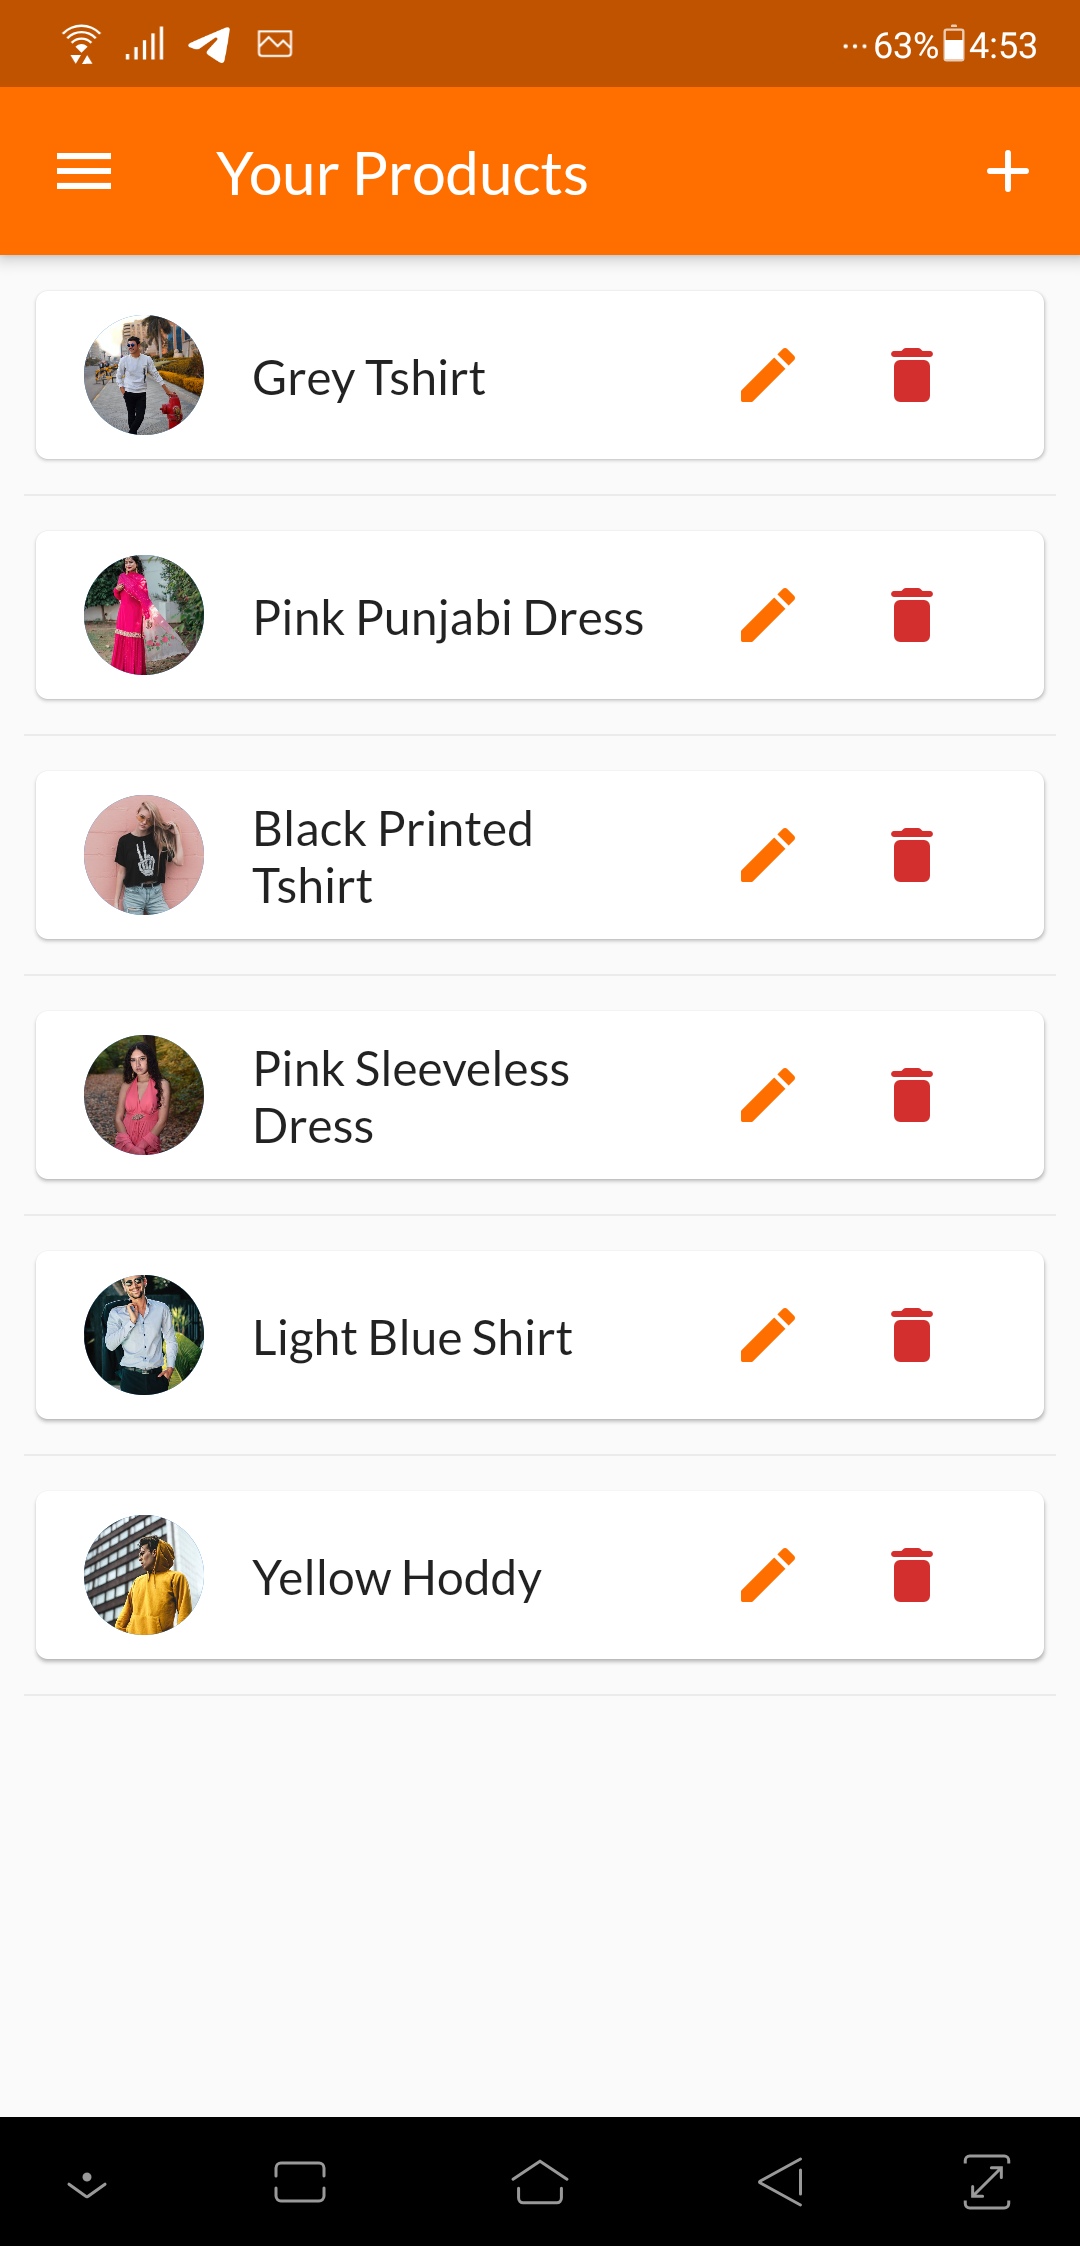 63% 4:53
Your Products
Grey Tshirt
Pink Punjabi Dress
Black Printed
Tshirt
Pink Sleeveless
Dress
Light Blue Shirt
Yellow Hoddy